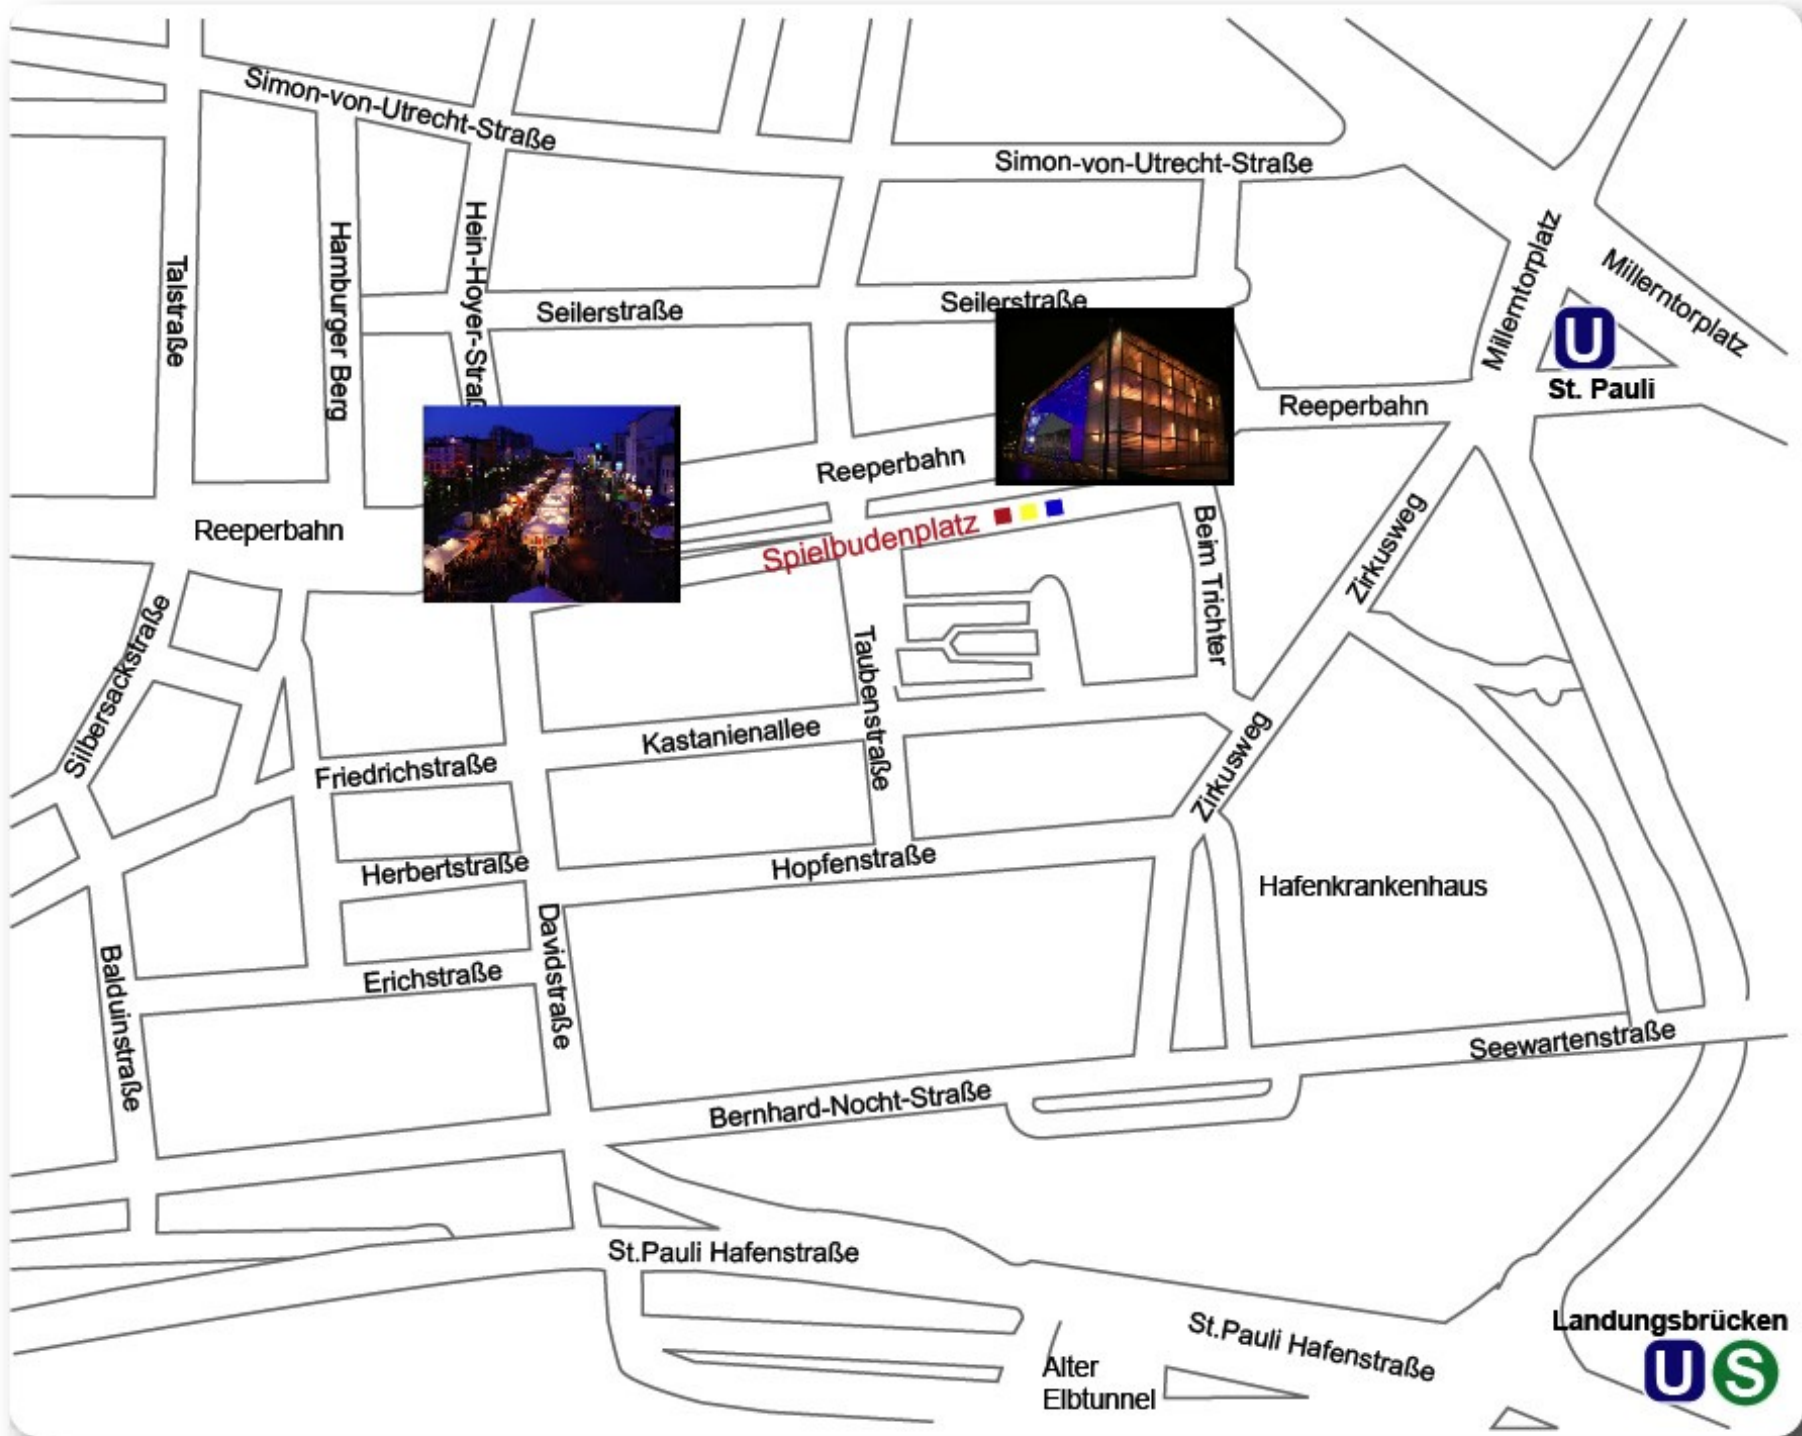 Simon-von-Utrecht-Straße
Simon-von-Utrecht-Straße
Talstraße
Hamburger Berg
Hein-Hoyer-Straß
Seilerstraße
Seilerstraße
Millerntorplatz
Millerntorplatz
U
St. Pauli
Reeperbahn
Reeperbahn
Reeperbahn
Spielbudenplatz
Beim Trichter
Zirkusweg
Silbersackstraße
Taubenstraße
Kastanienallee
Friedrichstraße
Zirkusweg
Herbertstraße
Hopfenstraße
Hafenkrankenhaus
Balduinstraße
Erichstraße
Davidstraße
Seewartenstraße
Bernhard-Nocht-Straße
St.Pauli Hafenstraße
St.Pauli Hafenstraße
Alter
Elbtunnel
Landungsbrücken
U S